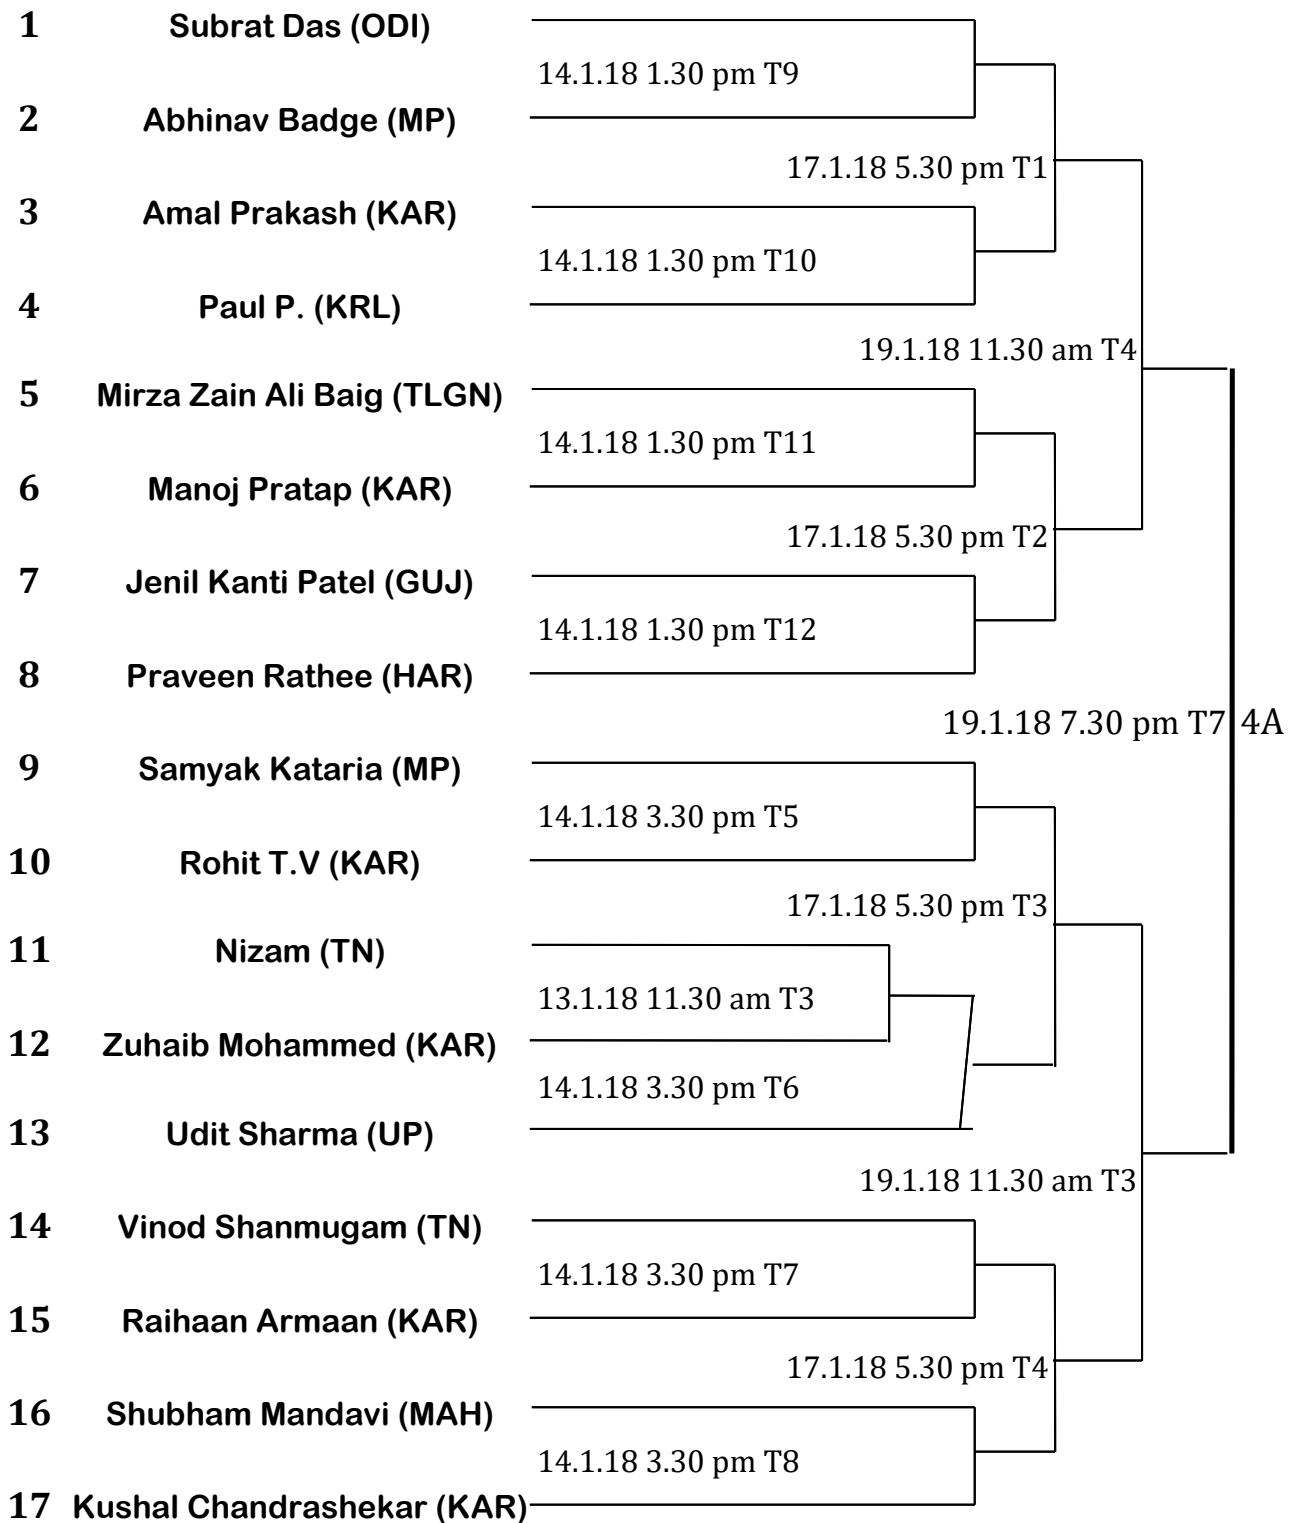 1 Subrat Das (ODI)
14.1.18 1.30 pm T9
2 Abhinav Badge (MP)
17.1.18 5.30 pm T1
3 Amal Prakash (KAR)
14.1.18 1.30 pm T10
4 Paul P. (KRL)
19.1.18 11.30 am T4
5 Mirza Zain Ali Baig (TLGN)
14.1.18 1.30 pm T11
6 Manoj Pratap (KAR)
17.1.18 5.30 pm T2
7 Jenil Kanti Patel (GUJ)
14.1.18 1.30 pm T12
8 Praveen Rathee (HAR)
19.1.18 7.30 pm T7 4A
9 Samyak Kataria (MP)
14.1.18 3.30 pm T5
10 Rohit T.V (KAR)
17.1.18 5.30 pm T3
11 Nizam (TN)
13.1.18 11.30 am T3
12 Zuhaib Mohammed (KAR)
14.1.18 3.30 pm T6
13 Udit Sharma (UP)
19.1.18 11.30 am T3
14 Vinod Shanmugam (TN)
14.1.18 3.30 pm T7
15 Raihaan Armaan (KAR)
17.1.18 5.30 pm T4
16 Shubham Mandavi (MAH)
14.1.18 3.30 pm T8
17 Kushal Chandrashekar (KAR)